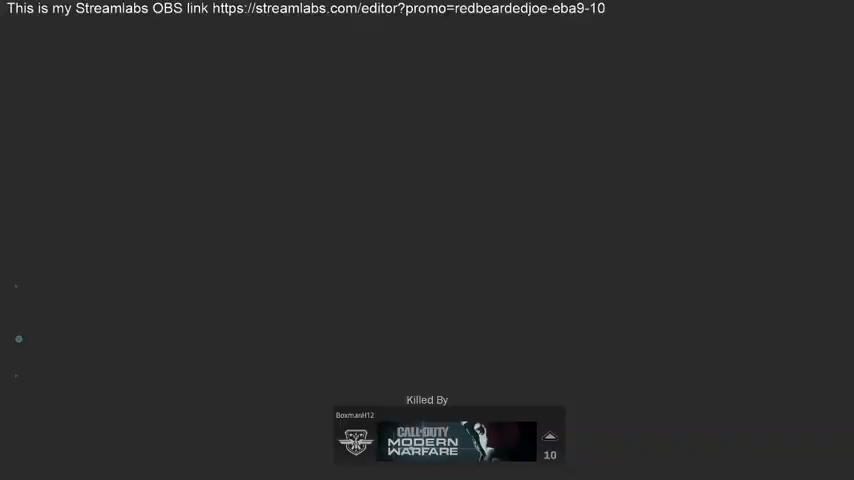 This is my Streamlabs OBS link https://streamlabs.com/editor?promo=redbeardedjoe-eba9-10
Killed By
BoxmanH12
CALL OF DUTY
MODERN
WARFARE
10